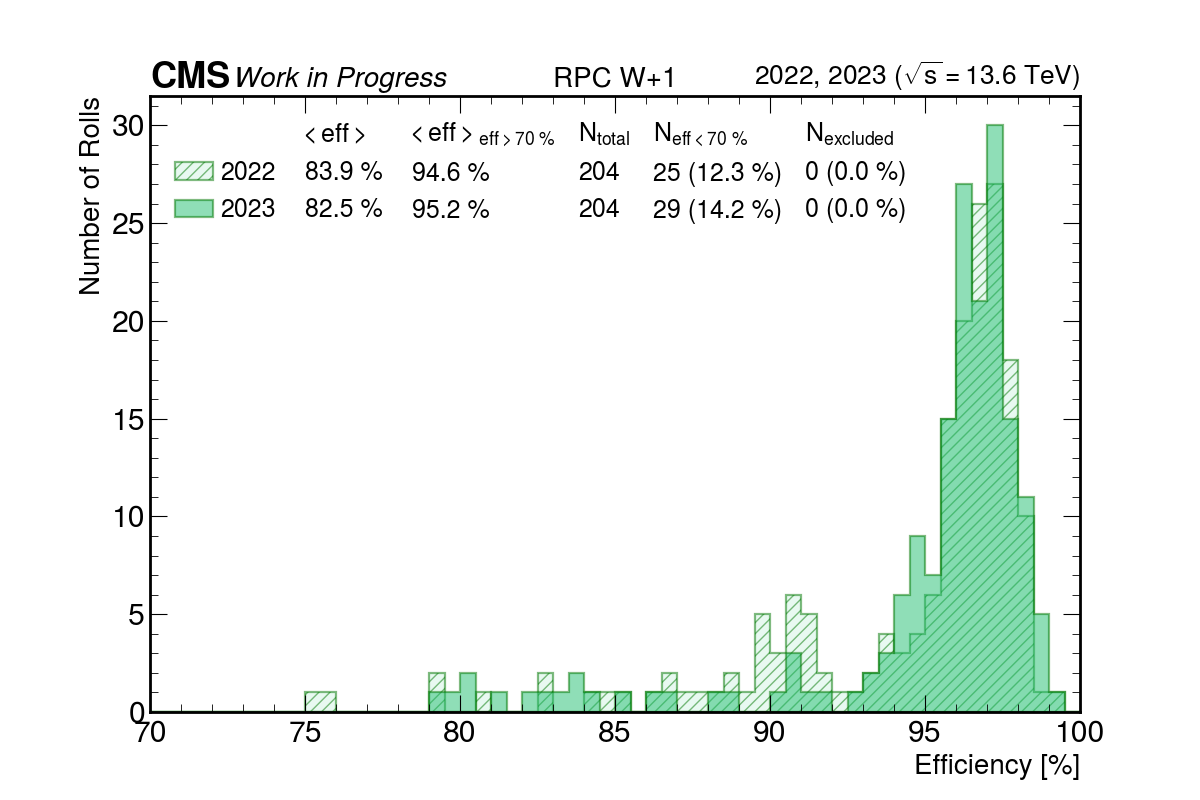 CMS Work in Progress RPC W+1 2022, 2023 (√s = 13.6 TeV)
Number of Rolls
< eff > < eff > eff > 70 % Ntotal Neff < 70 % Nexcluded
2022 83.9 % 94.6 % 204 25 (12.3 %) 0 (0.0 %)
2023 82.5 % 95.2 % 204 29 (14.2 %) 0 (0.0 %)
30
25
20
15
10
5
0
70 75 80 85 90 95 100
Efficiency [%]